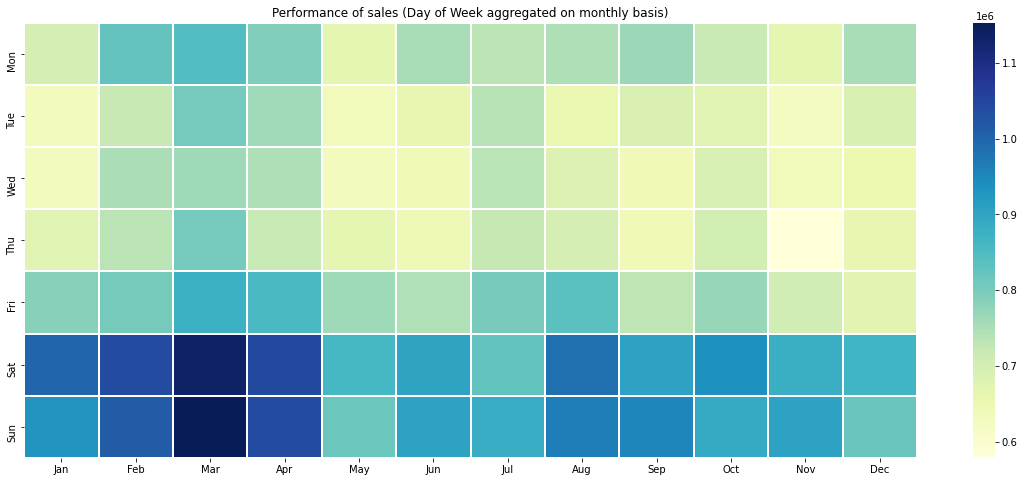 Performance of sales (Day of Week aggregated on monthly basis)
1e6
Mon
Tue
Wed
Thu
Fri
Sat
Sun
Jan Feb Mar Apr May Jun Jul Aug Sep Oct Nov Dec
1.1
1.0
0.9
0.8
0.7
0.6